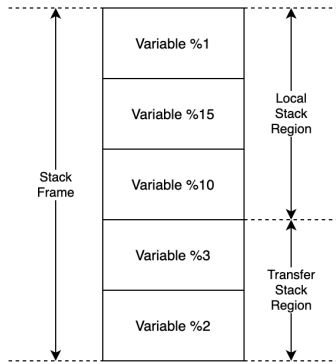 Variable %1
Variable %15
Variable %10
Variable %3
Variable %2
Stack
Frame
Local
Stack
Region
Transfer
Stack
Region